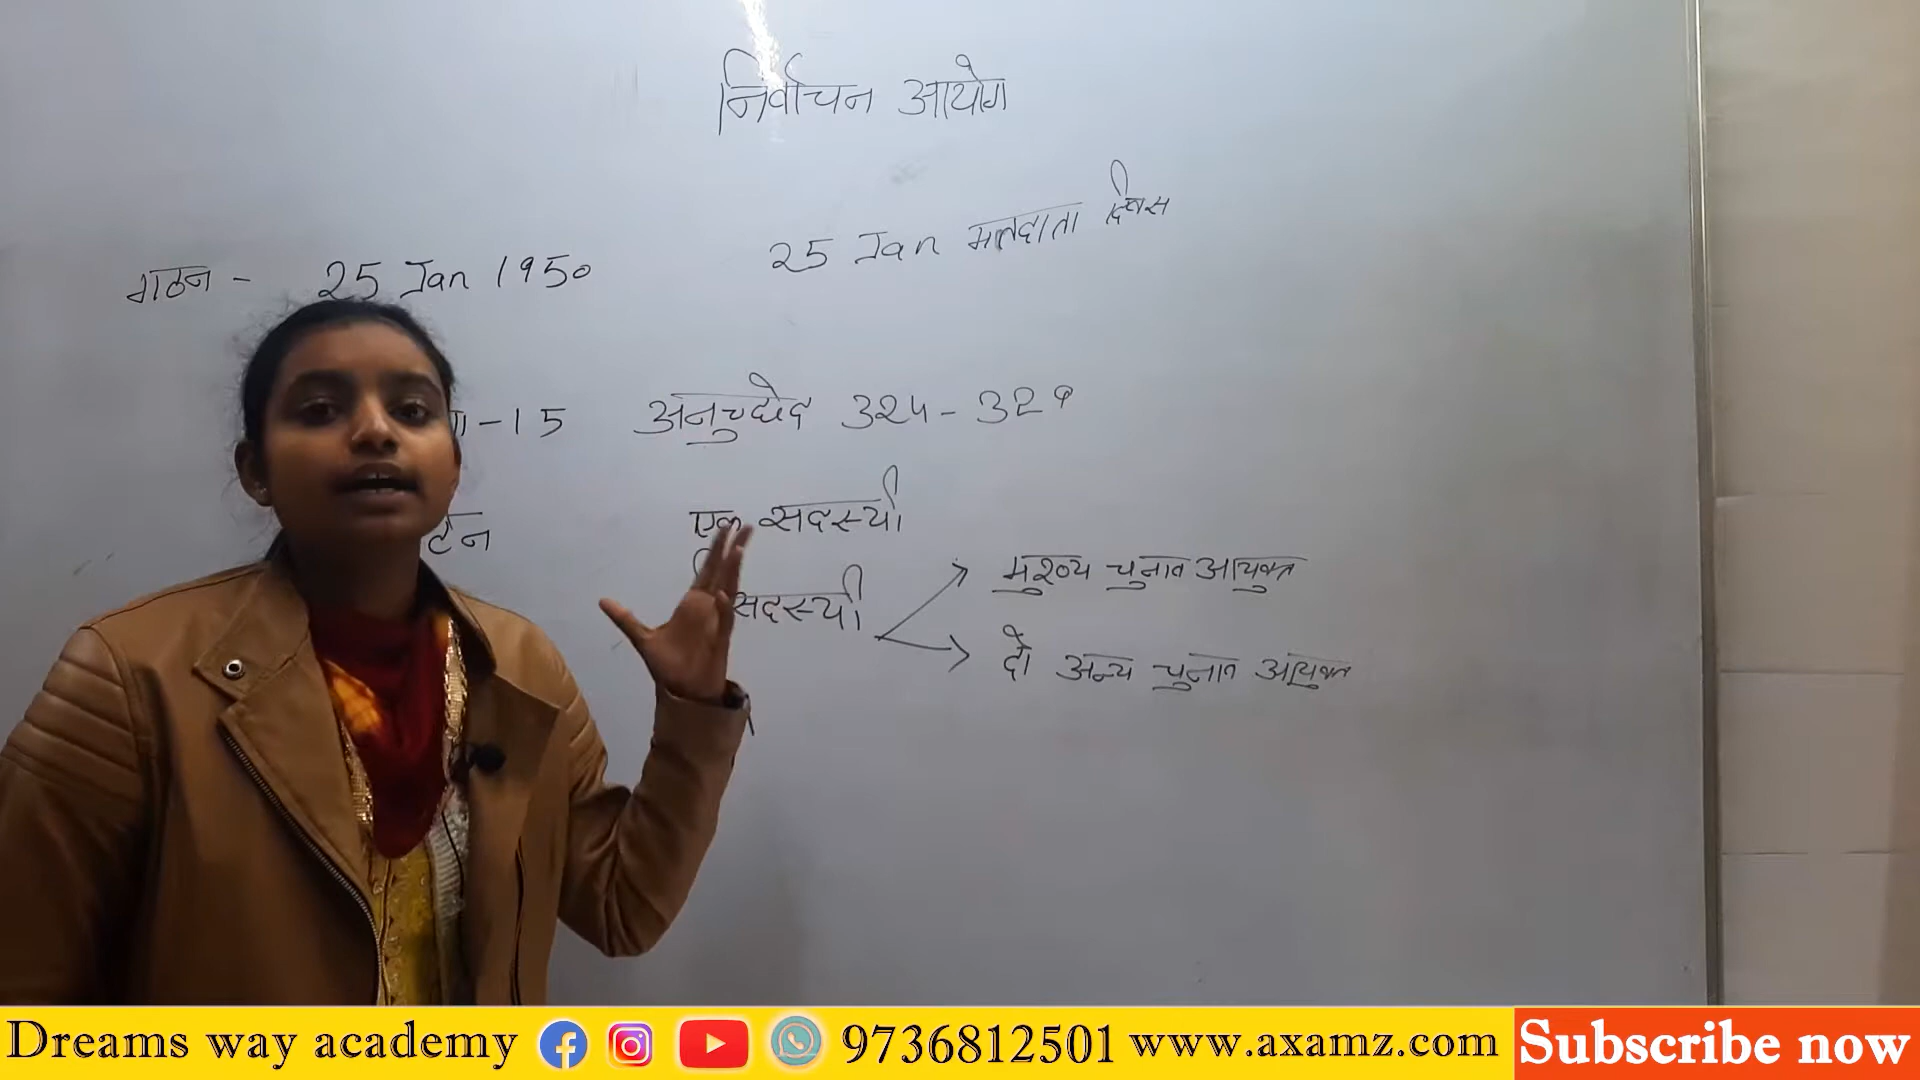 निर्वाचन आयोग
25 Jan मतदाता दिवस
गठन - 25 Jan 1950
-15 अनुच्छेद 324 - 329
एक सदस्यी
सदस्यी
मुख्य चुनाव आयुक्त
दो अन्य चुनाव आयुक्त
Dreams way academy 9736812501 www.axamz.com Subscribe now